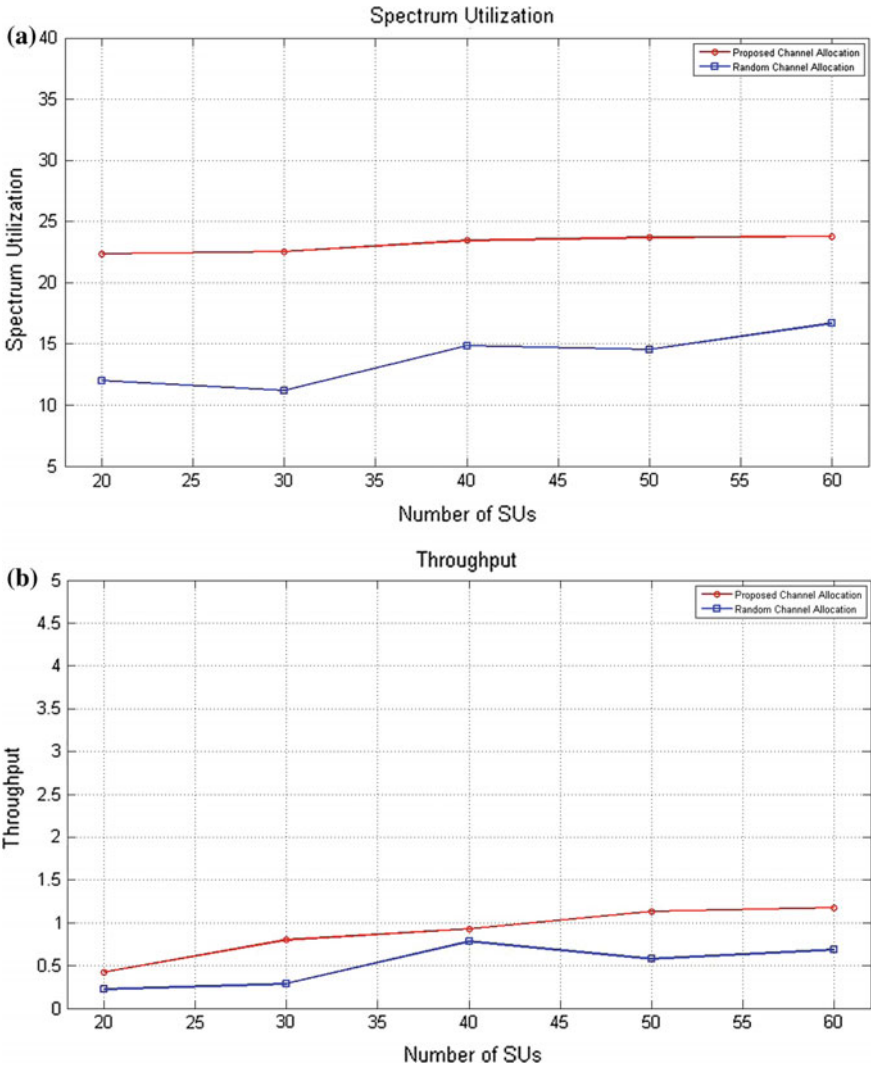 (a)
Spectrum Utilization
40
35
30
25
20
15
10
5
Spectrum Utilization
Proposed Channel Allocation
Random Channel Allocation
20 25 30 35 40 45 50 55 60
Number of SUs
(b)
Throughput
5
4.5
4
3.5
3
2.5
2
1.5
1
0.5
0
Throughput
Proposed Channel Allocation
Random Channel Allocation
20 25 30 35 40 45 50 55 60
Number of SUs